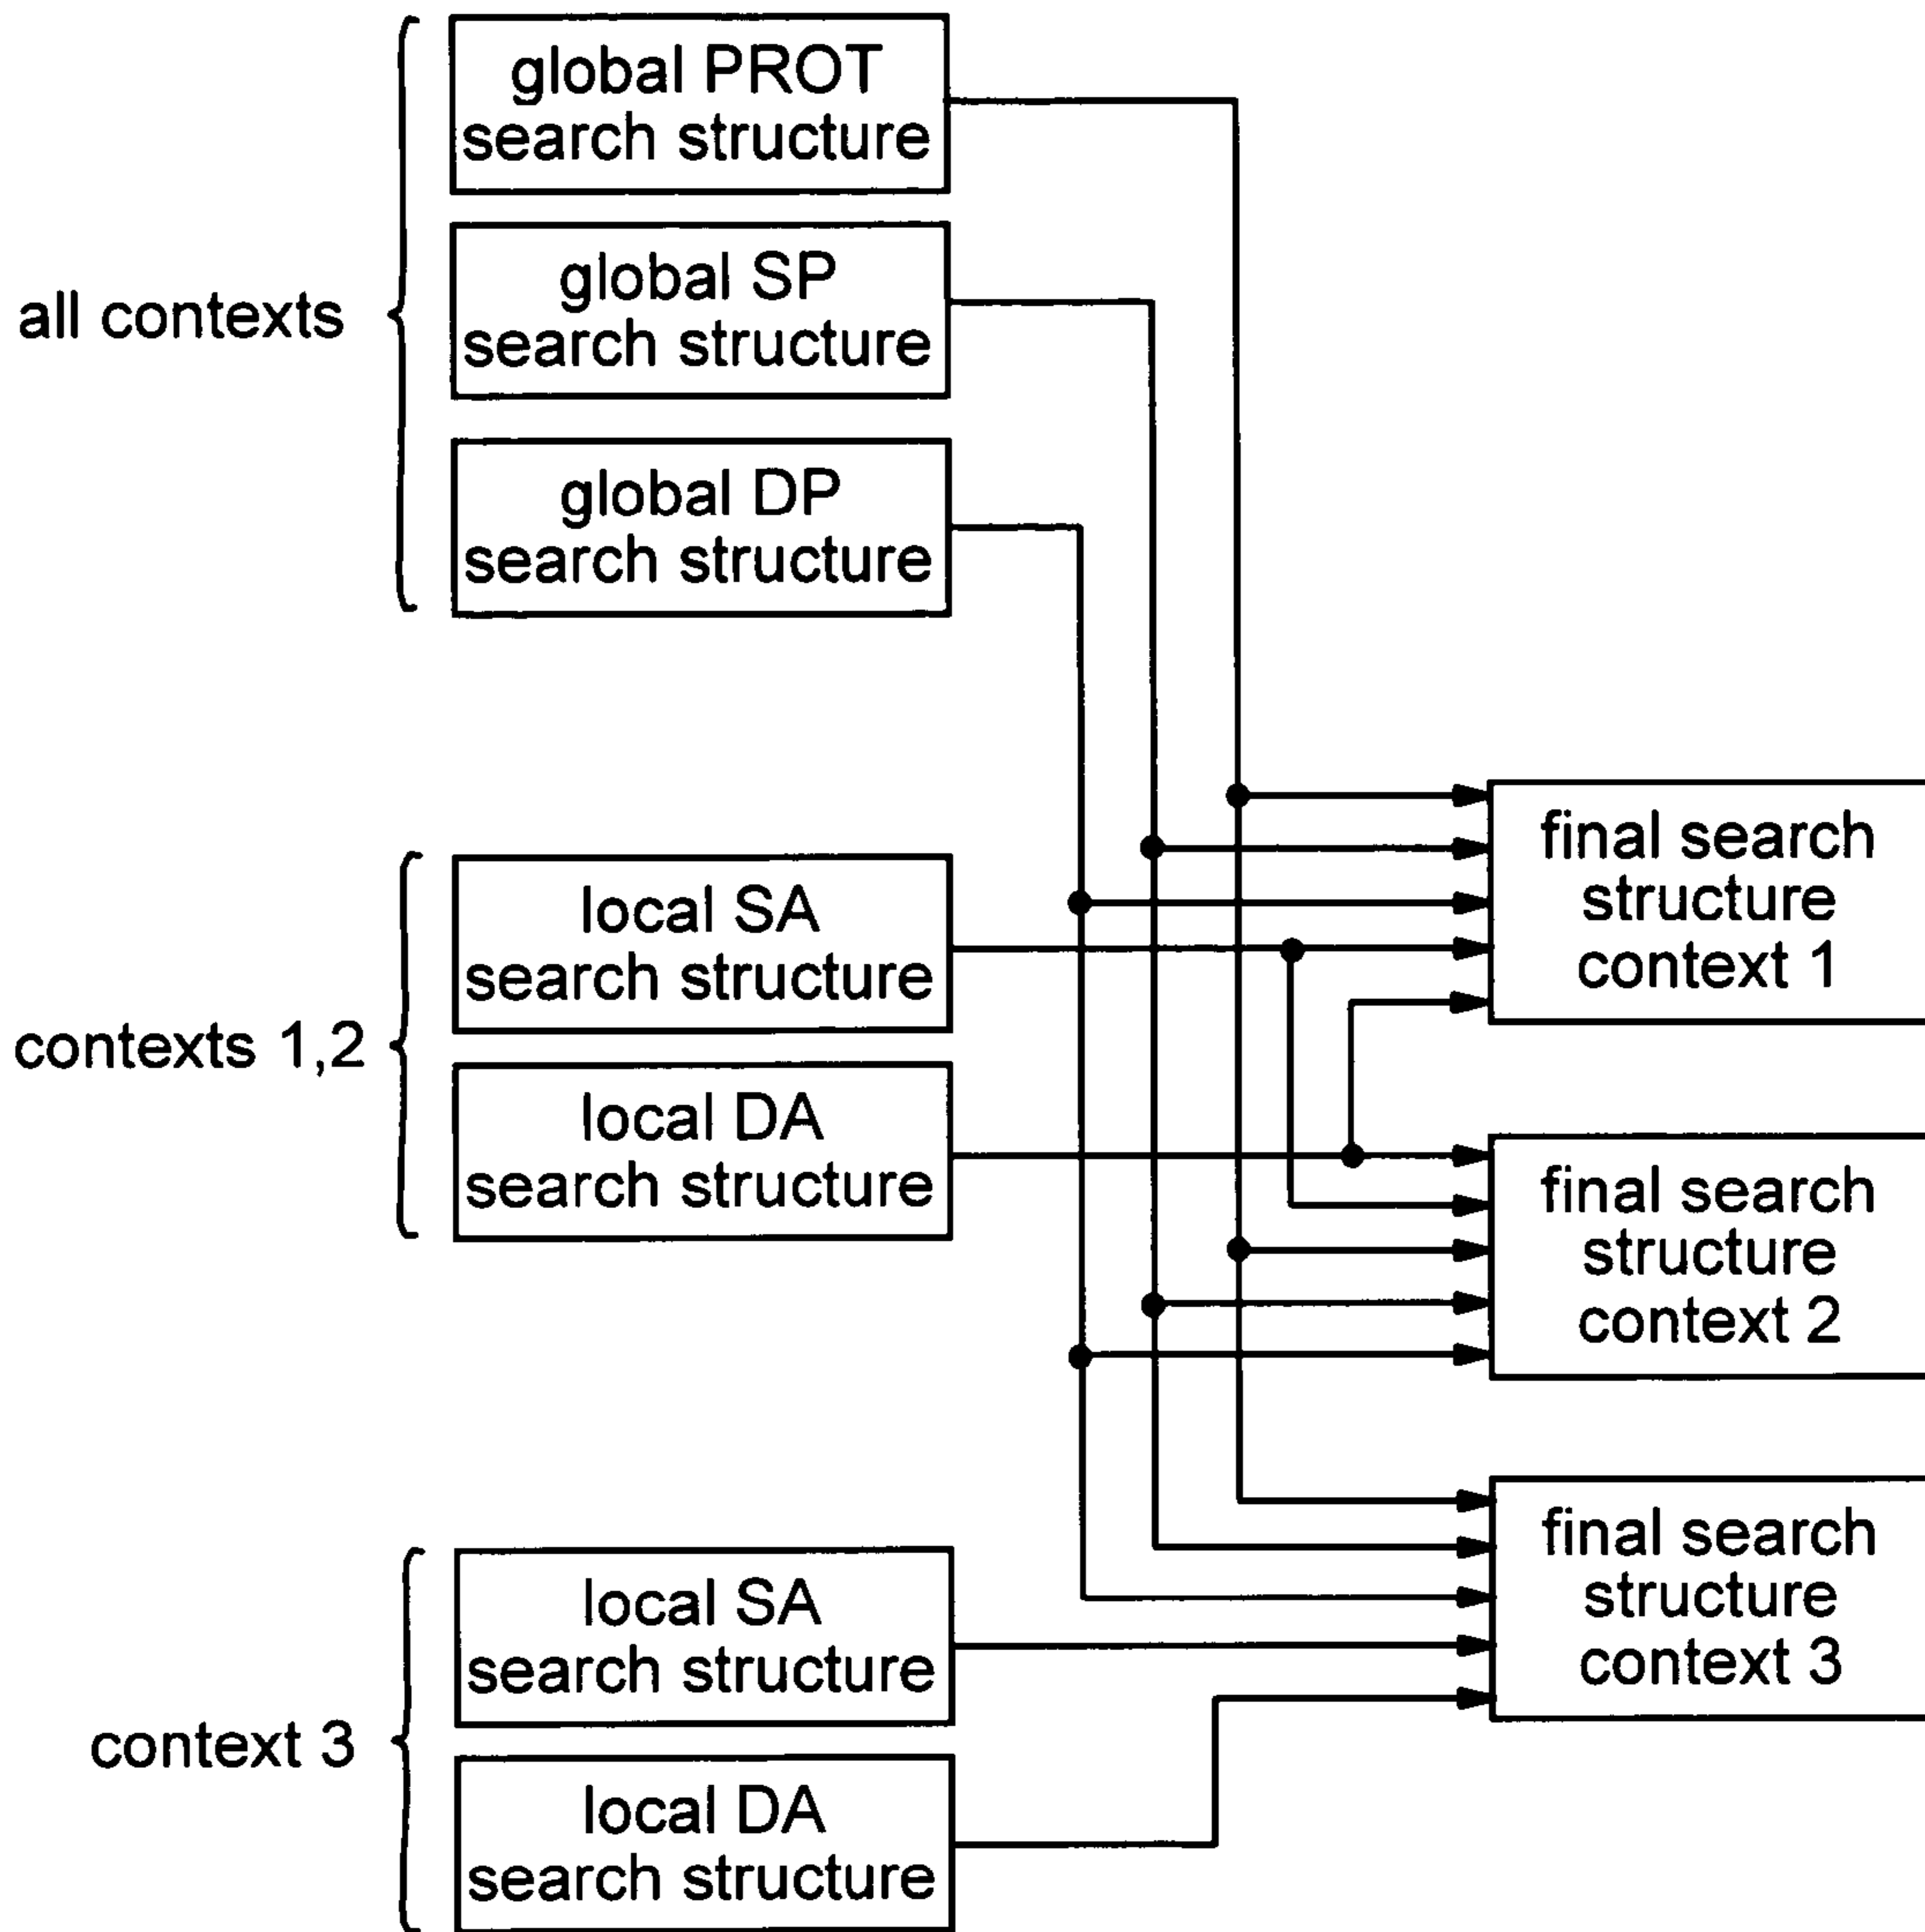 all contexts
global PROT
search structure
global SP
search structure
global DP
search structure
contexts 1,2
local SA
search structure
local DA
search structure
context 3
local SA
search structure
local DA
search structure
final search
structure
context 1
final search
structure
context 2
final search
structure
context 3